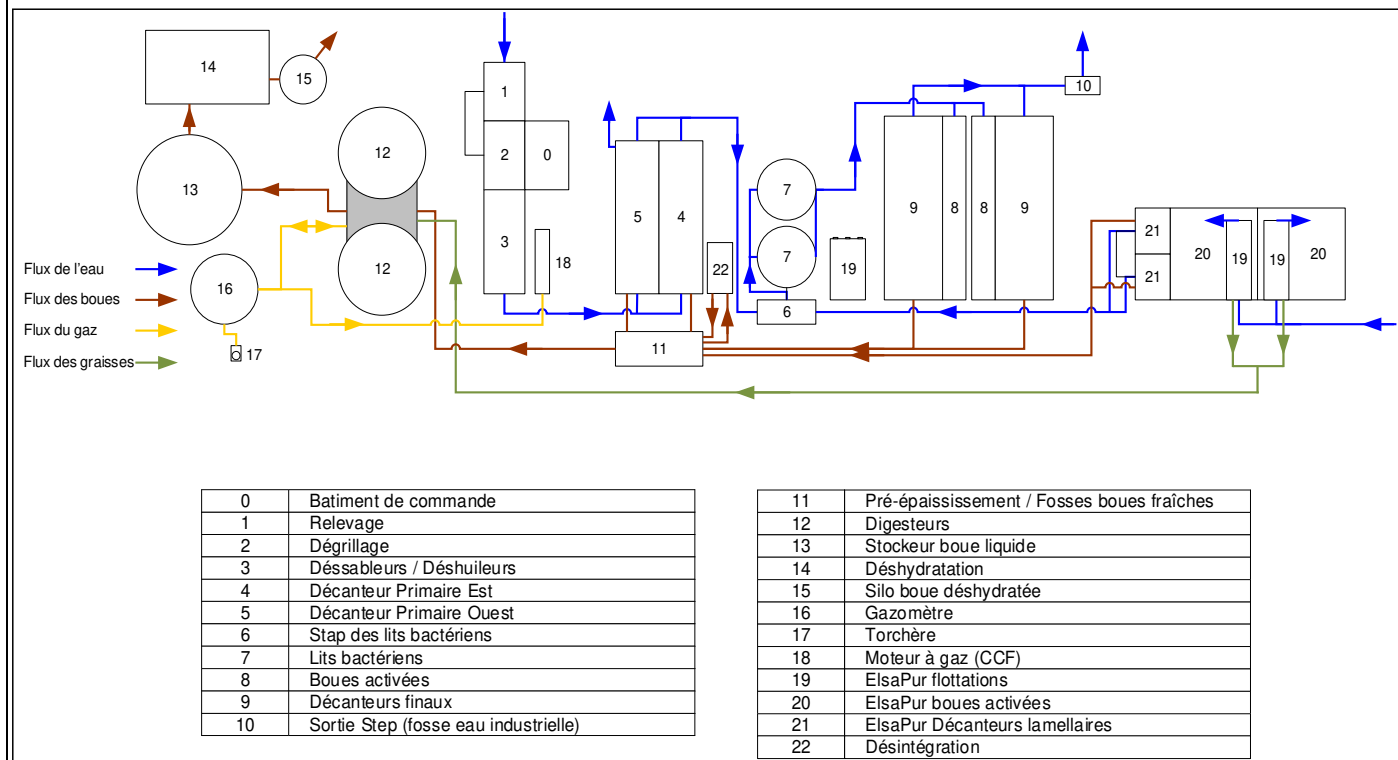 14
15
1
10
12
2
0
13
7
5
4
9
8
8
9
3
21
7
22
19
20
19
19
20
18
21
12
16
6
11
17
Flux de l'eau
Flux des boues
Flux du gaz
Flux des graisses
0 Batiment de commande
1 Relevage
2 Dégrillage
3 Déssableurs / Déshuileurs
4 Décanteur Primaire Est
5 Décanteur Primaire Ouest
6 Stap des lits bactériens
7 Lits bactériens
8 Boues activées
9 Décanteurs finaux
10 Sortie Step (fosse eau industrielle)
11 Pré-épaississement / Fosses boues fraîches
12 Digesteurs
13 Stockeur boue liquide
14 Déshydratation
15 Silo boue déshydratée
16 Gazomètre
17 Torchère
18 Moteur à gaz (CCF)
19 ElsaPur flottations
20 ElsaPur boues activées
21 ElsaPur Décanteurs lamellaires
22 Désintégration